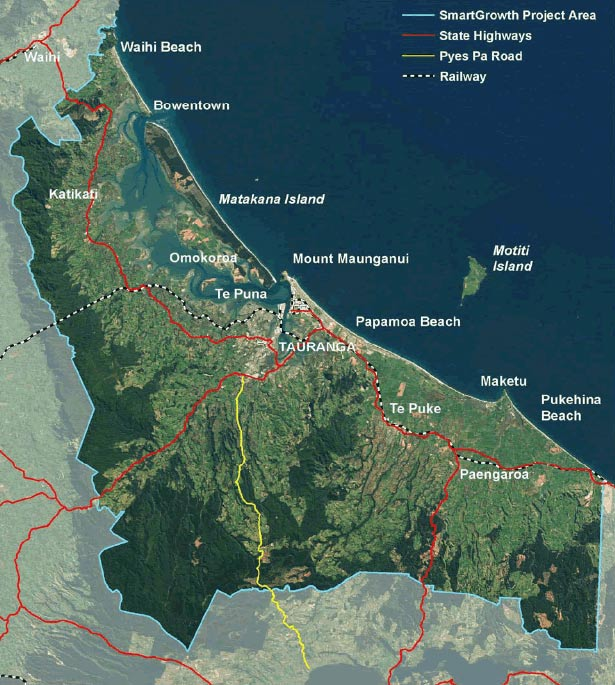 SmartGrowth Project Area
State Highways
Pyes Pa Road
Railway
Waihi Beach
Waihi
Bowentown
Katikati
Matakana Island
Omokoroa
Mount Maunganui
Motiti
Island
Te Puna
Papamoa Beach
TAURANGA
Maketu
Pukehina
Beach
Te Puke
Paengaroa